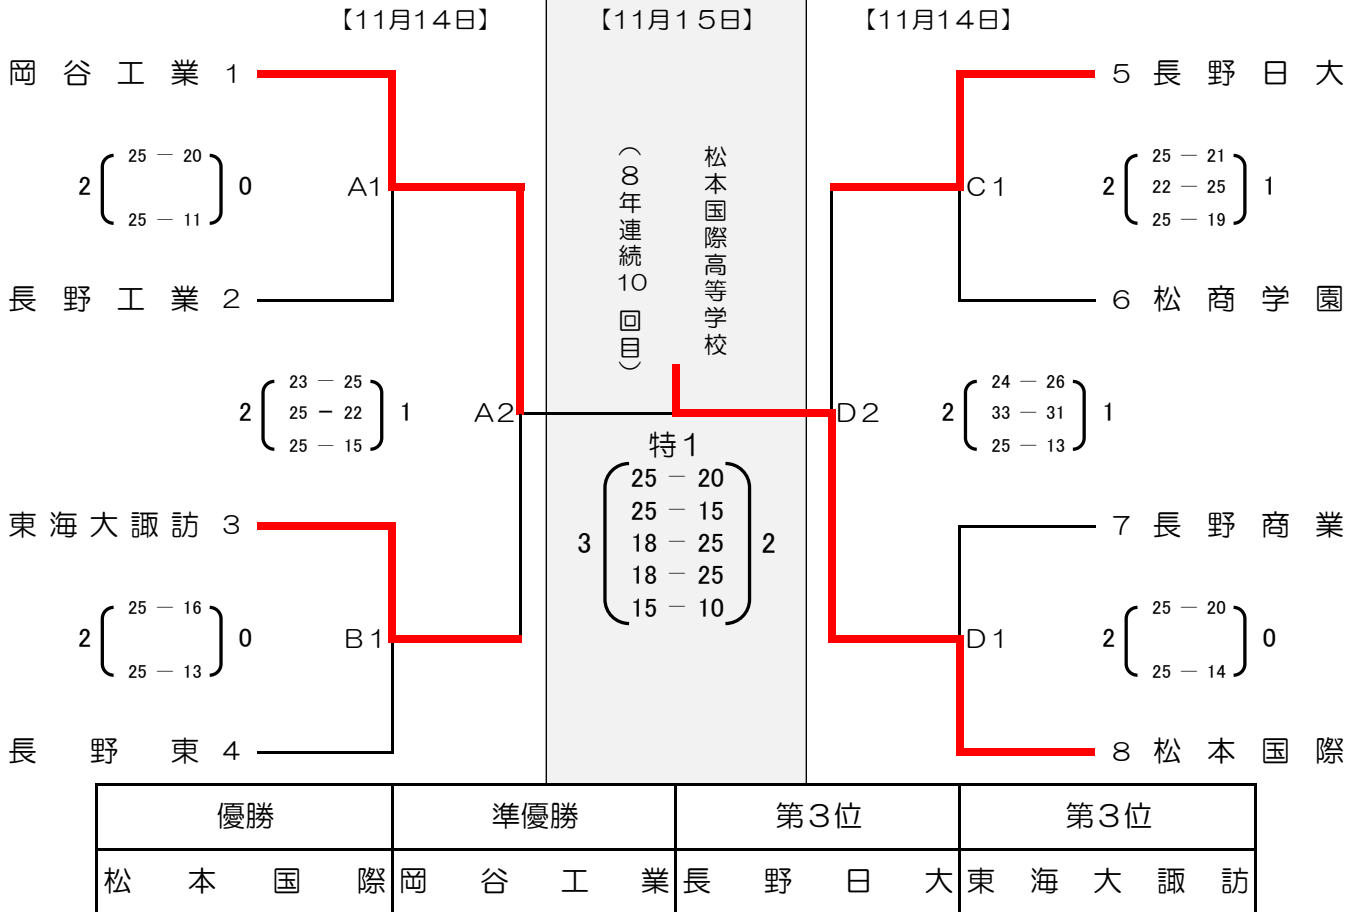 【11月14日】
【11月15日】
【11月14日】
岡谷工業 1
5 長野日大
25 － 20
2 0
25 － 11
A1
25 － 21
2 22 － 25 1
25 － 19
C1
長野工業 2
6 松商学園
松本国際高等学校
（8年連続10回目）
23 － 25
2 25 － 22 1
25 － 15
A2
D2
24 － 26
2 33 － 31 1
25 － 13
特1
25 － 20
25 － 15
3 18 － 25 2
18 － 25
15 － 10
東海大諏訪 3
7 長野商業
25 － 16
2 0
25 － 13
B1
D1
25 － 20
2 0
25 － 14
長野東 4
8 松本国際
優勝 準優勝 第3位 第3位
松本国際 岡谷工業 長野日大 東海大諏訪